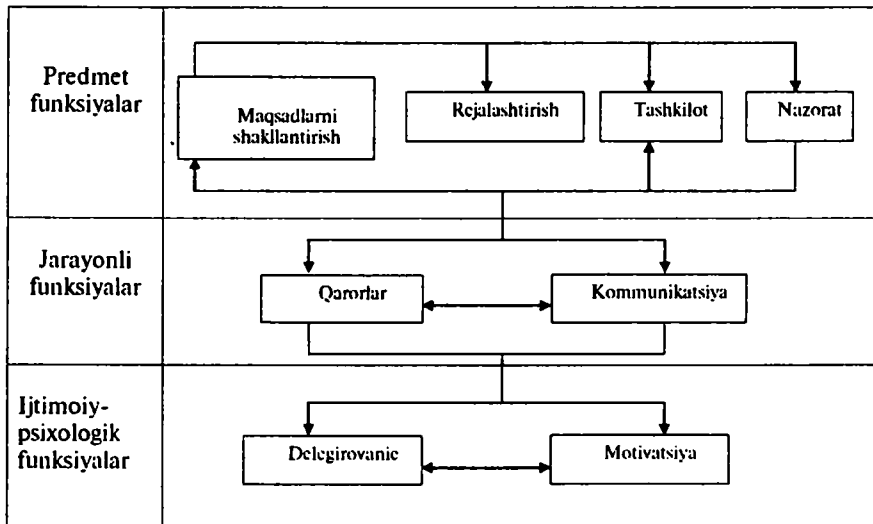 Predmet
funksiyalar
Maqsadlarni
shakllantirish
Rejalashtirish
Tashkilot
Nazorat
Jarayonli
funksiyalar
Qarorlar
Kommunikatsiya
Ijtimoiy-
psixologik
funksiyalar
Delegirovanie
Motivatsiya